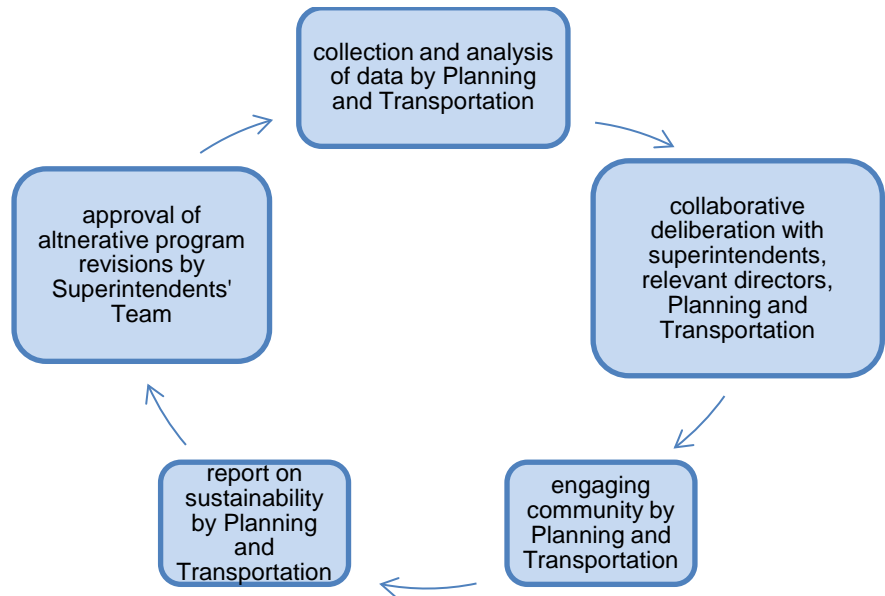 collection and analysis
of data by Planning
and Transportation
collaborative
deliberation with
superintendents,
relevant directors,
Planning and
Transportation
engaging
community by
Planning and
Transportation
report on
sustainability
by Planning
and
Transportation
approval of
altnerative program
revisions by
Superintendents'
Team